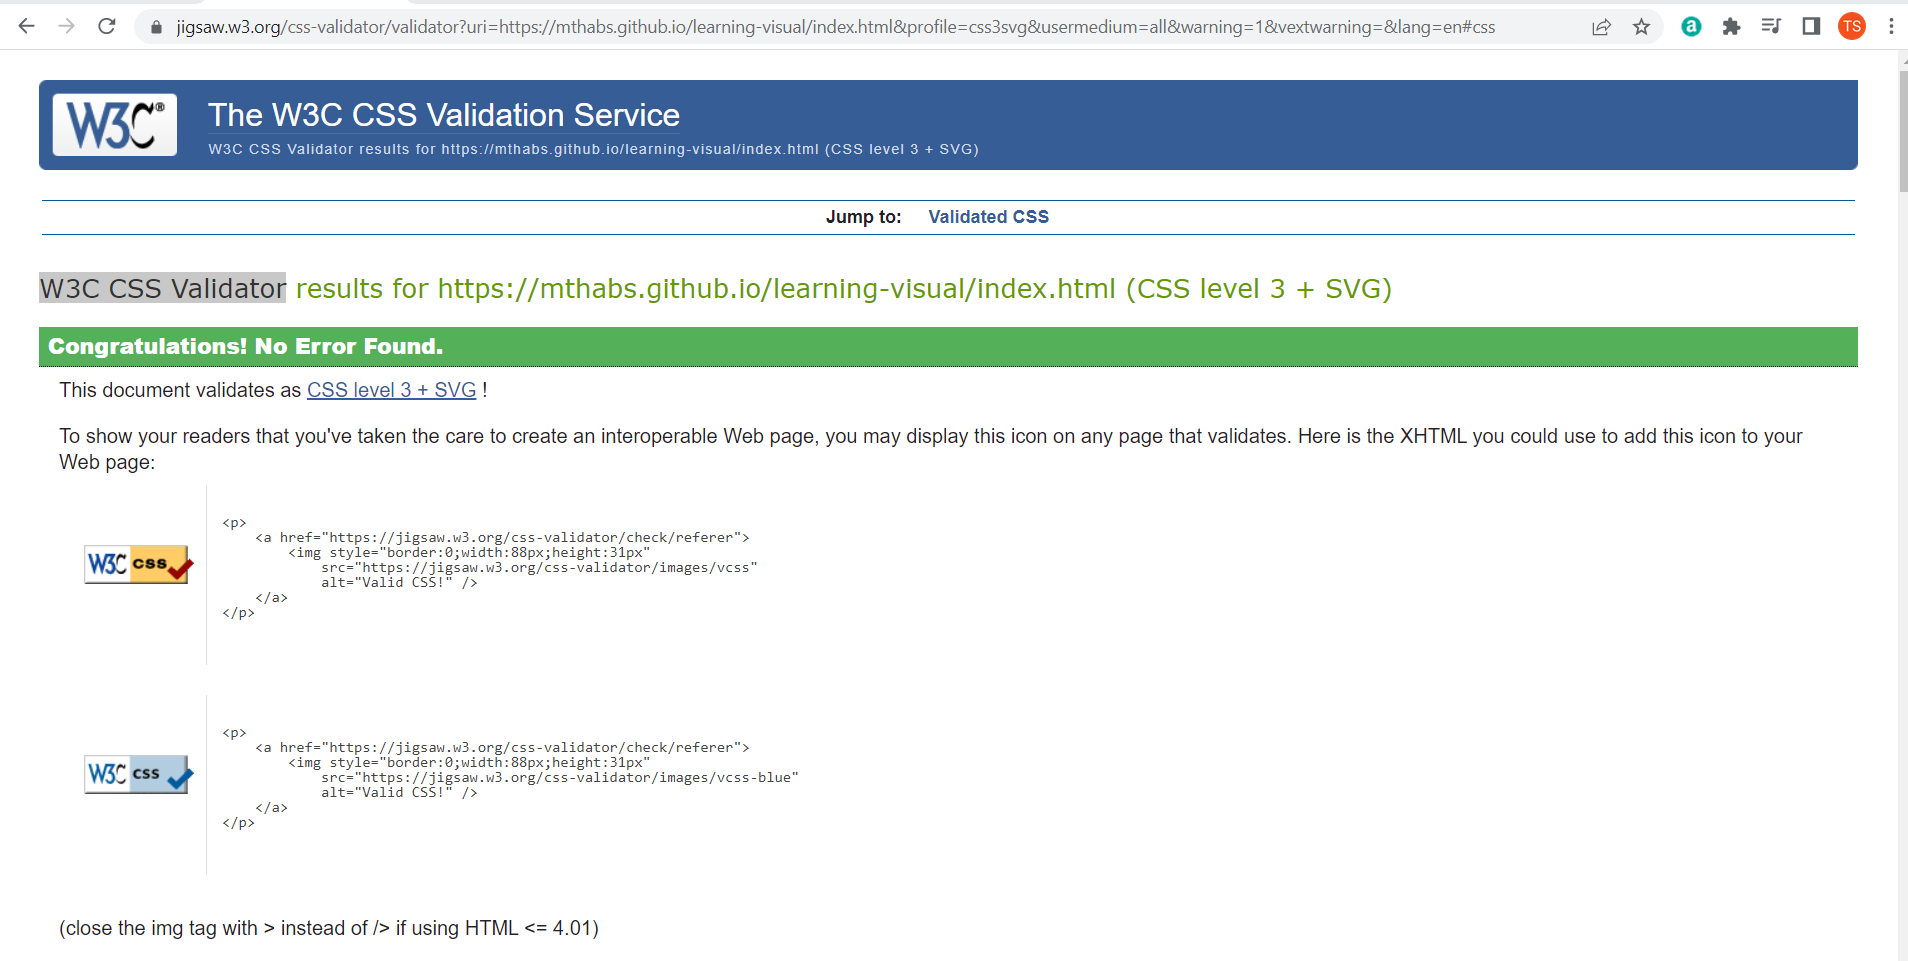 jigsaw.w3.org/css-validator/validator?uri=https://mthabs.github.io/learning-visual/index.html&profile=css3svg&usermedium=all&warning=1&vextwarning=&lang=en#css
a
TS
W3C®
The W3C CSS Validation Service
W3C CSS Validator results for https://mthabs.github.io/learning-visual/index.html (CSS level 3 + SVG)
Jump to: Validated CSS
W3C CSS Validator results for https://mthabs.github.io/learning-visual/index.html (CSS level 3 + SVG)
Congratulations! No Error Found.
This document validates as CSS level 3 + SVG !
To show your readers that you've taken the care to create an interoperable Web page, you may display this icon on any page that validates. Here is the XHTML you could use to add this icon to your
Web page:
W3C css
<p>
    <a href="https://jigsaw.w3.org/css-validator/check/referer">
        <img style="border:0;width:88px;height:31px"
            src="https://jigsaw.w3.org/css-validator/images/vcss"
            alt="Valid CSS!" />
    </a>
</p>
W3C css
<p>
    <a href="https://jigsaw.w3.org/css-validator/check/referer">
        <img style="border:0;width:88px;height:31px"
            src="https://jigsaw.w3.org/css-validator/images/vcss-blue"
            alt="Valid CSS!" />
    </a>
</p>
(close the img tag with > instead of /> if using HTML <= 4.01)